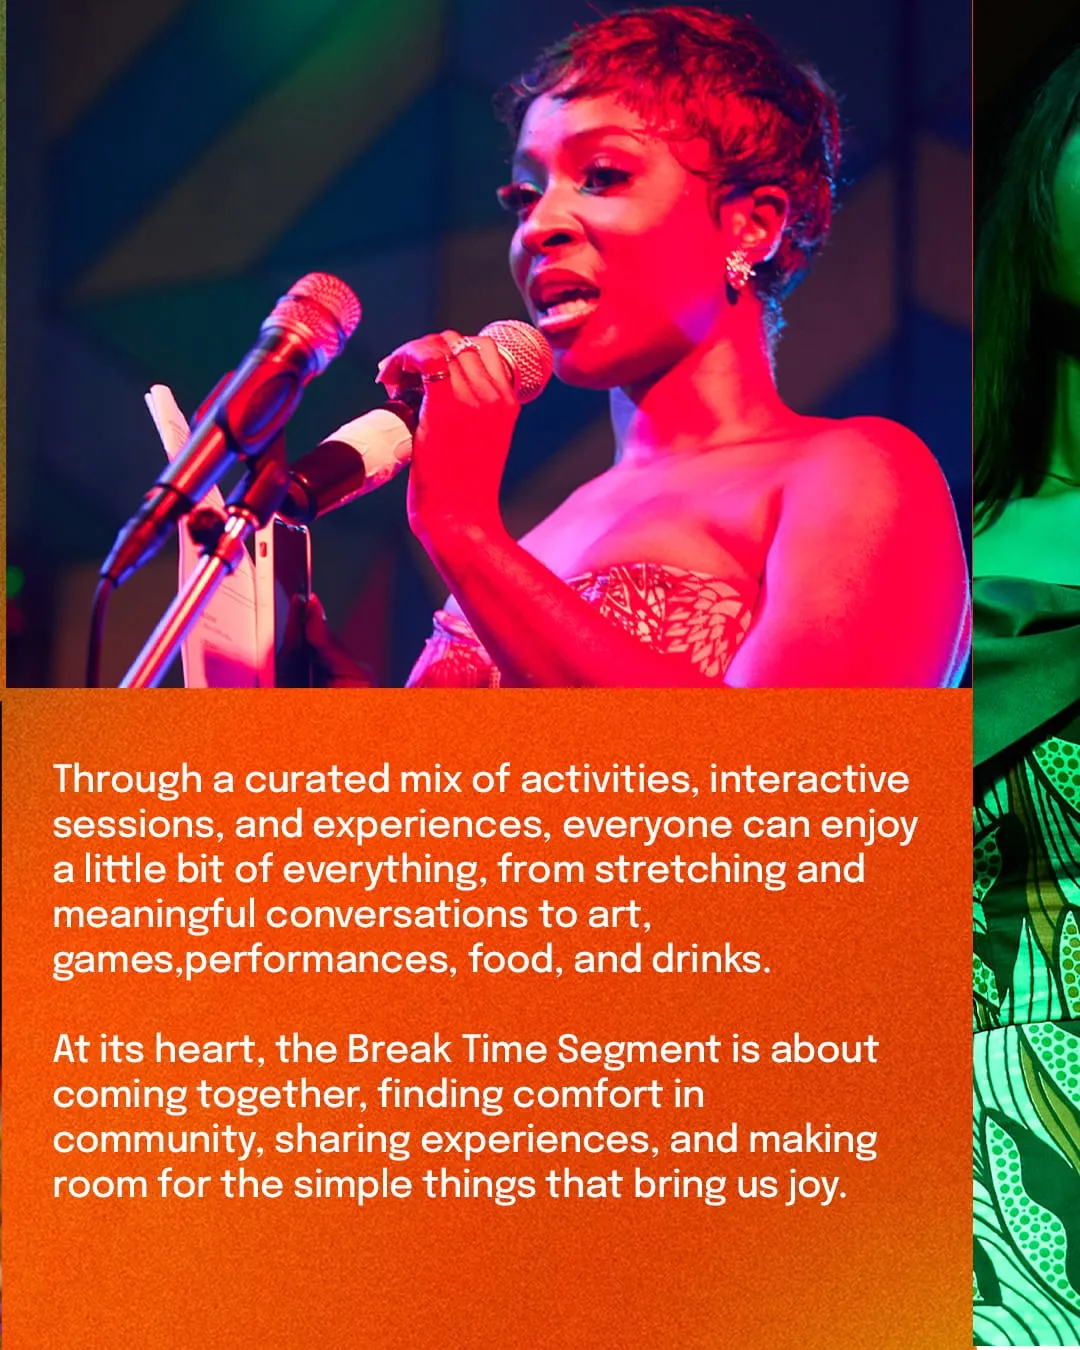 Through a curated mix of activities, interactive
sessions, and experiences, everyone can enjoy
a little bit of everything, from stretching and
meaningful conversations to art,
games,performances, food, and drinks.
At its heart, the Break Time Segment is about
coming together, finding comfort in
community, sharing experiences, and making
room for the simple things that bring us joy.